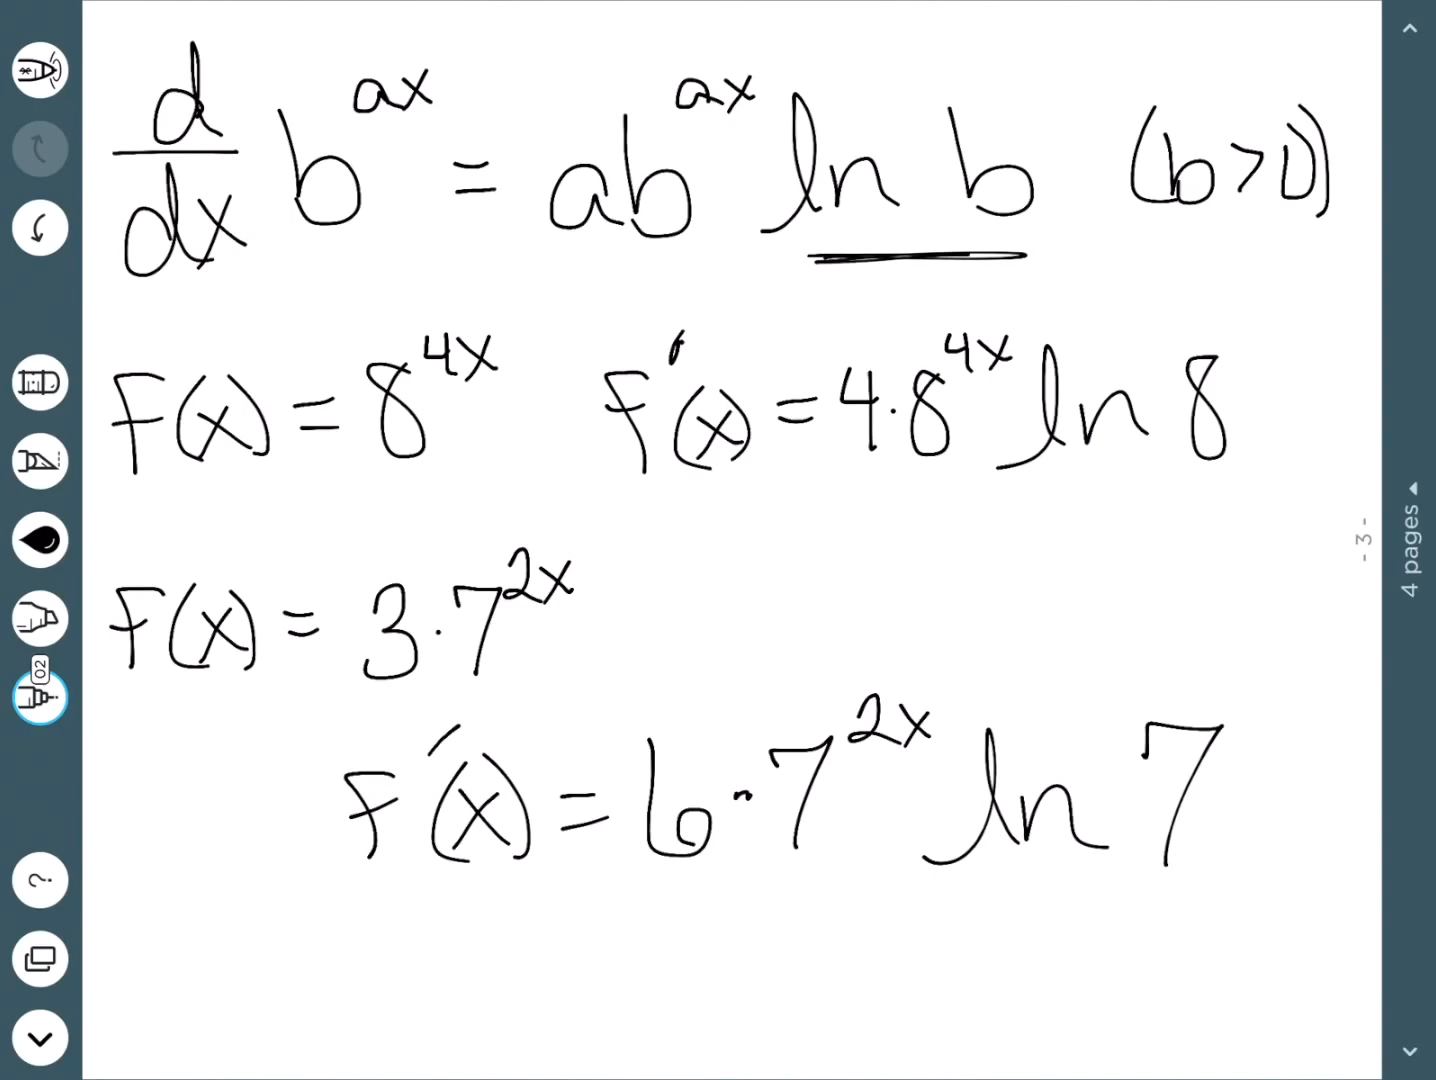 d/dx b^ax = ab^ax ln b (b>0)
F(x) = 8^4x F'(x) = 4·8^4x ln 8
F(x) = 3·7^2x
F'(x) = 6·7^2x ln 7
02
?
- 3 -
4 pages